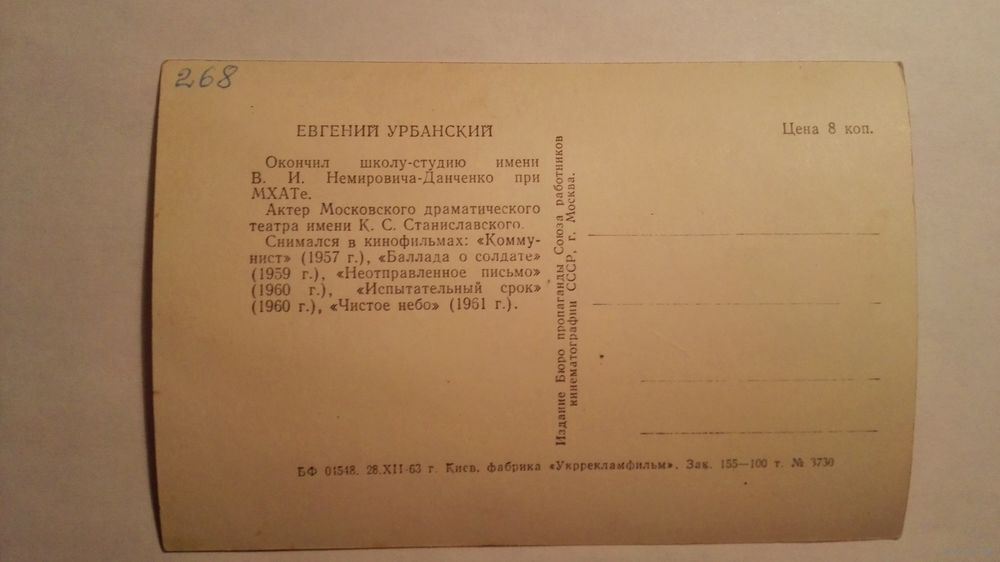 268
ЕВГЕНИЙ УРБАНСКИЙ
Окончил школу-студию имени
В. И. Немировича-Данченко при
МХАТе.
Актер Московского драматического
театра имени К. С. Станиславского.
Снимался в кинофильмах: «Комму-
нист» (1957 г.), «Баллада о солдате»
(1959 г.), «Неотправленное письмо»
(1960 г.), «Испытательный срок»
(1960 г.), «Чистое небо» (1961 г.).
Издание Бюро пропаганды Союза работников
кинематографии СССР, г. Москва.
Цена 8 коп.
БФ 01548. 28.XII-63 г. Киев, фабрика «Укррекламфильм». Зак. 155—100 т. № 3730